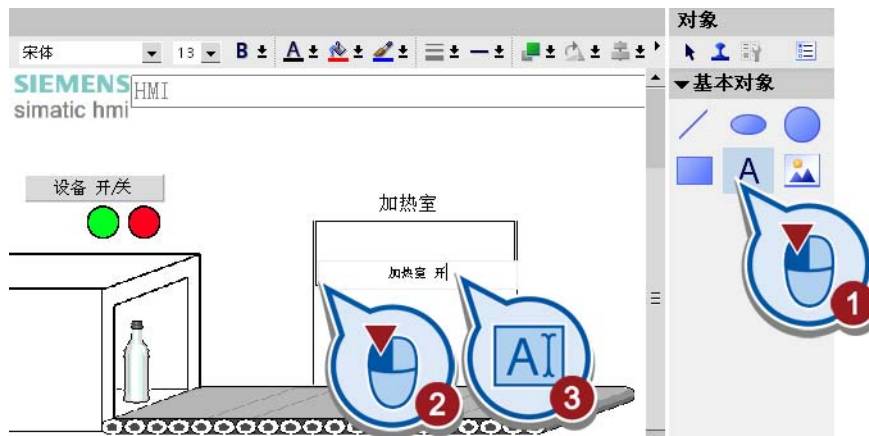 对象
宋体 13 B A
SIEMENS
simatic hmi
HMI
基本对象
A
设备 开/关
加热室
加热室 开
A
1
2
3